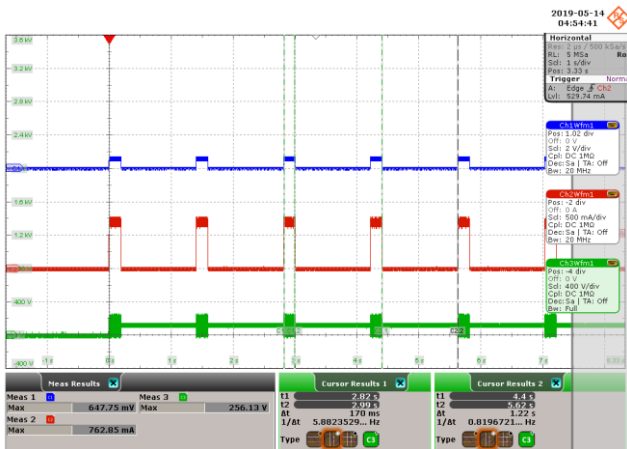 2019-05-14
04:54:41
Horizontal
Res: 2 µs / 500 kSa/s
RL: 5 MSa Ro
Scl: 1 s/div
Pos: 3.33 s
Trigger Norma
A: Edge Ch2
Lvl: 529.74 mA
3.6 kV
3.2 kV
2.4 kV
2 kV
1.2 kV
400 V
-400 V
-1 s
0 s
1 s
2 s
3 s
4 s
5 s
6 s
7 s
C2.2
Ch1Wfm1
Pos: 1.02 div
Off: 0 V
Scl: 2 V/div
Cpl: DC 1MΩ
Dec: Sa | TA: Off
Bw: 20 MHz
Ch2Wfm1
Pos: -2 div
Off: 0 A
Scl: 500 mA/div
Cpl: DC 1MΩ
Dec: Sa | TA: Off
Bw: 20 MHz
Ch3Wfm1
Pos: -4 div
Off: 0 V
Scl: 400 V/div
Cpl: DC 1MΩ
Dec: Sa | TA: Off
Bw: Full
Meas Results
Meas 1 Meas 3
Max 647.75 mV Max 256.13 V
Meas 2
Max 762.85 mA
Cursor Results 1
t1 2.82 s
t2 2.99 s
Δt 170 ms
1/Δt 5.8823529... Hz
Type C3
Cursor Results 2
t1 4.4 s
t2 5.62 s
Δt 1.22 s
1/Δt 0.8196721... Hz
Type C3